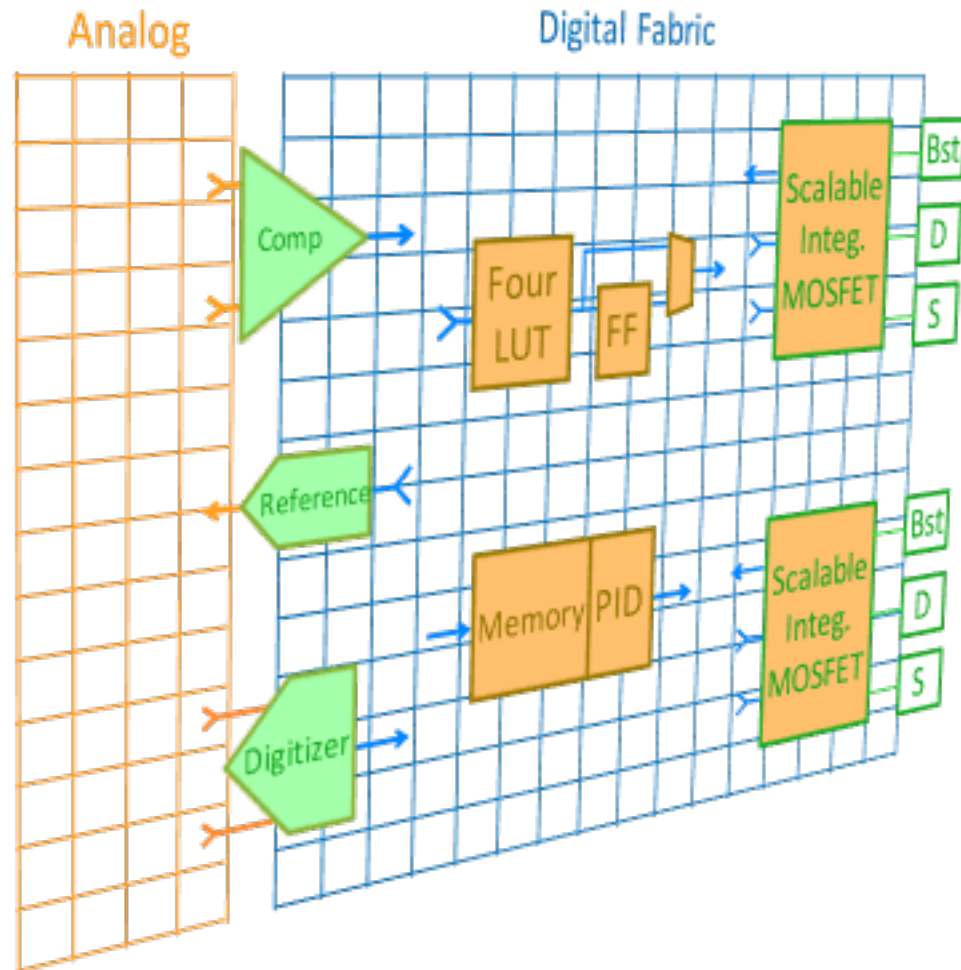 Analog
Digital Fabric
Comp
Four
LUT
FF
Scalable
Integ.
MOSFET
Bst
D
S
Reference
Memory
PID
Scalable
Integ.
MOSFET
Bst
D
S
Digitizer